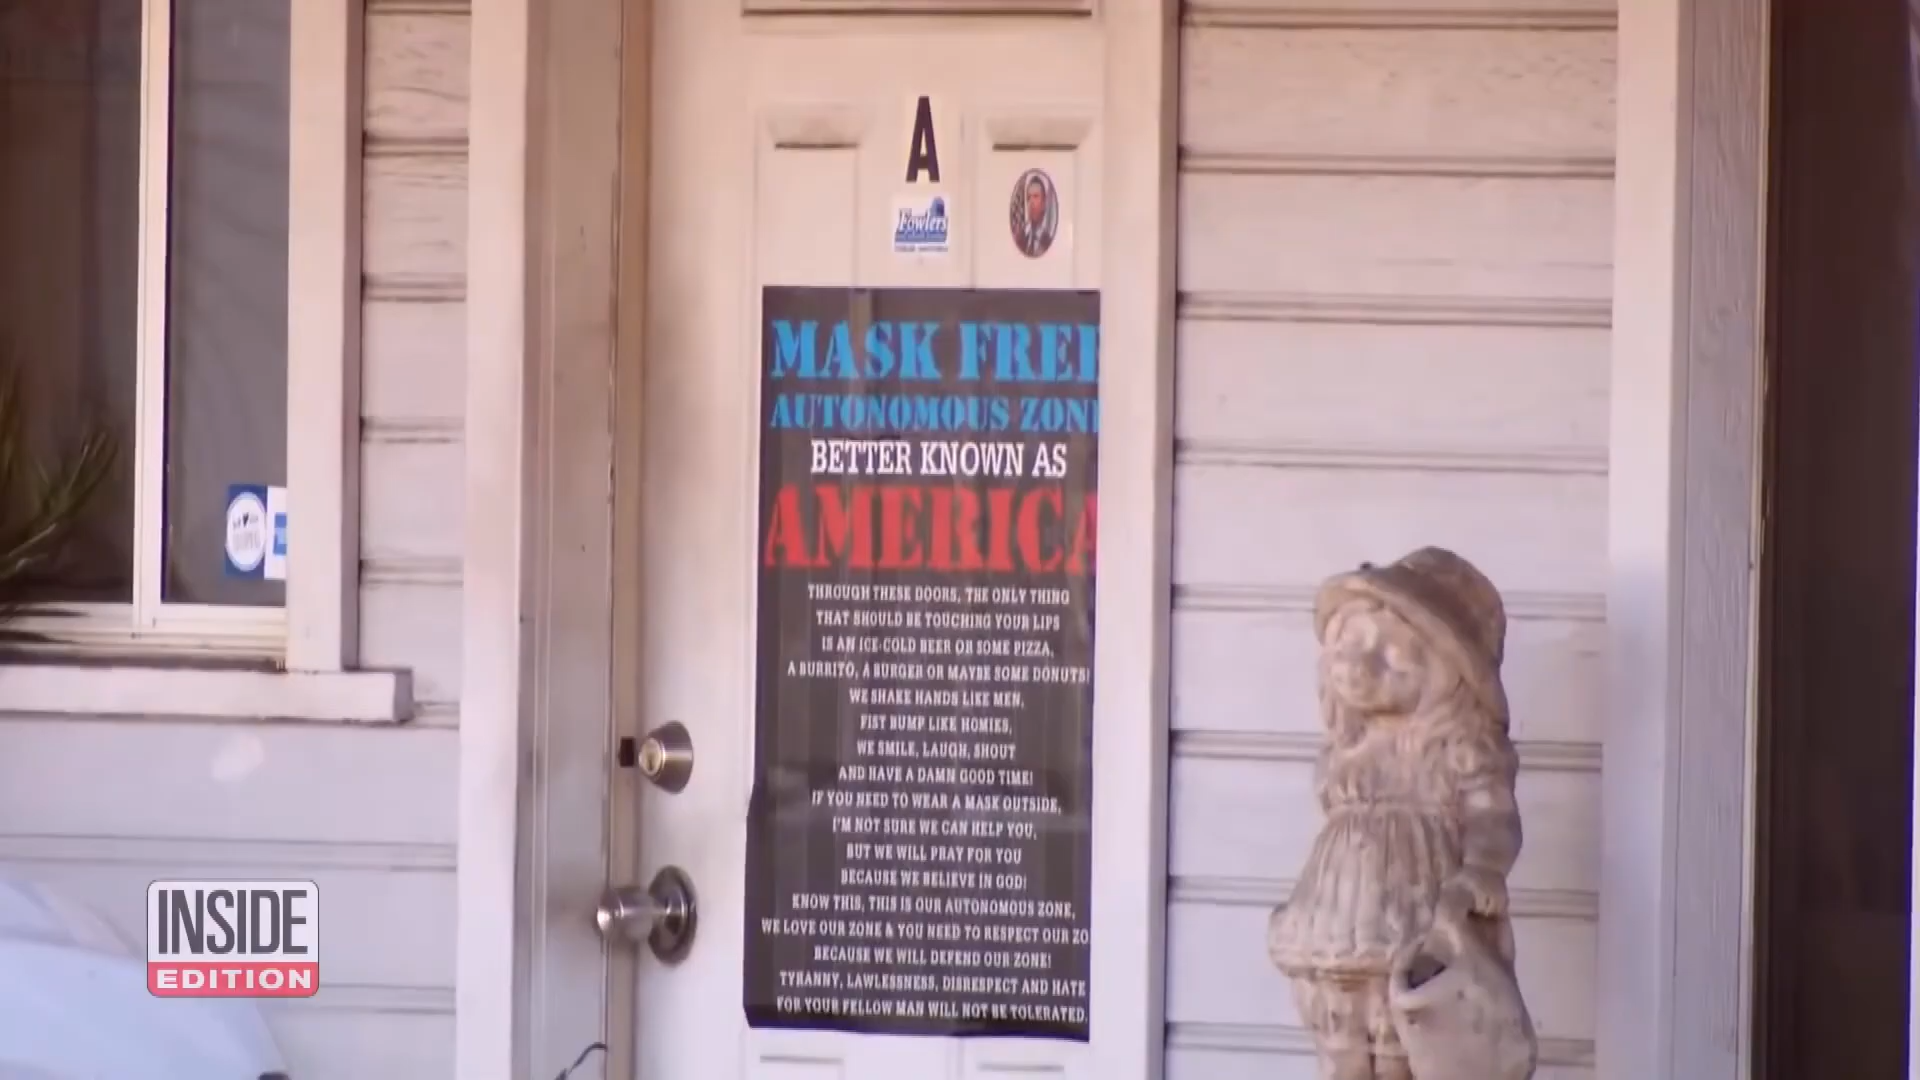 A
Fowlers
MASK FREE
AUTONOMOUS ZONE
BETTER KNOWN AS
AMERICA
THROUGH THESE DOORS, THE ONLY THING
THAT SHOULD BE TOUCHING YOUR LIPS
IS AN ICE-COLD BEER OR SOME PIZZA,
A BURRITO, A BURGER OR MAYBE SOME DONUTS!
WE SHAKE HANDS LIKE MEN,
FIST BUMP LIKE HOMIES,
WE SMILE, LAUGH, SHOUT
AND HAVE A DAMN GOOD TIME!
IF YOU NEED TO WEAR A MASK OUTSIDE,
I'M NOT SURE WE CAN HELP YOU,
BUT WE WILL PRAY FOR YOU
BECAUSE WE BELIEVE IN GOD!
KNOW THIS, THIS IS OUR AUTONOMOUS ZONE,
WE LOVE OUR ZONE & YOU NEED TO RESPECT OUR ZO
BECAUSE WE WILL DEFEND OUR ZONE!
TYRANNY, LAWLESSNESS, DISRESPECT AND HATE
FOR YOUR FELLOW MAN WILL NOT BE TOLERATED.
INSIDE
EDITION